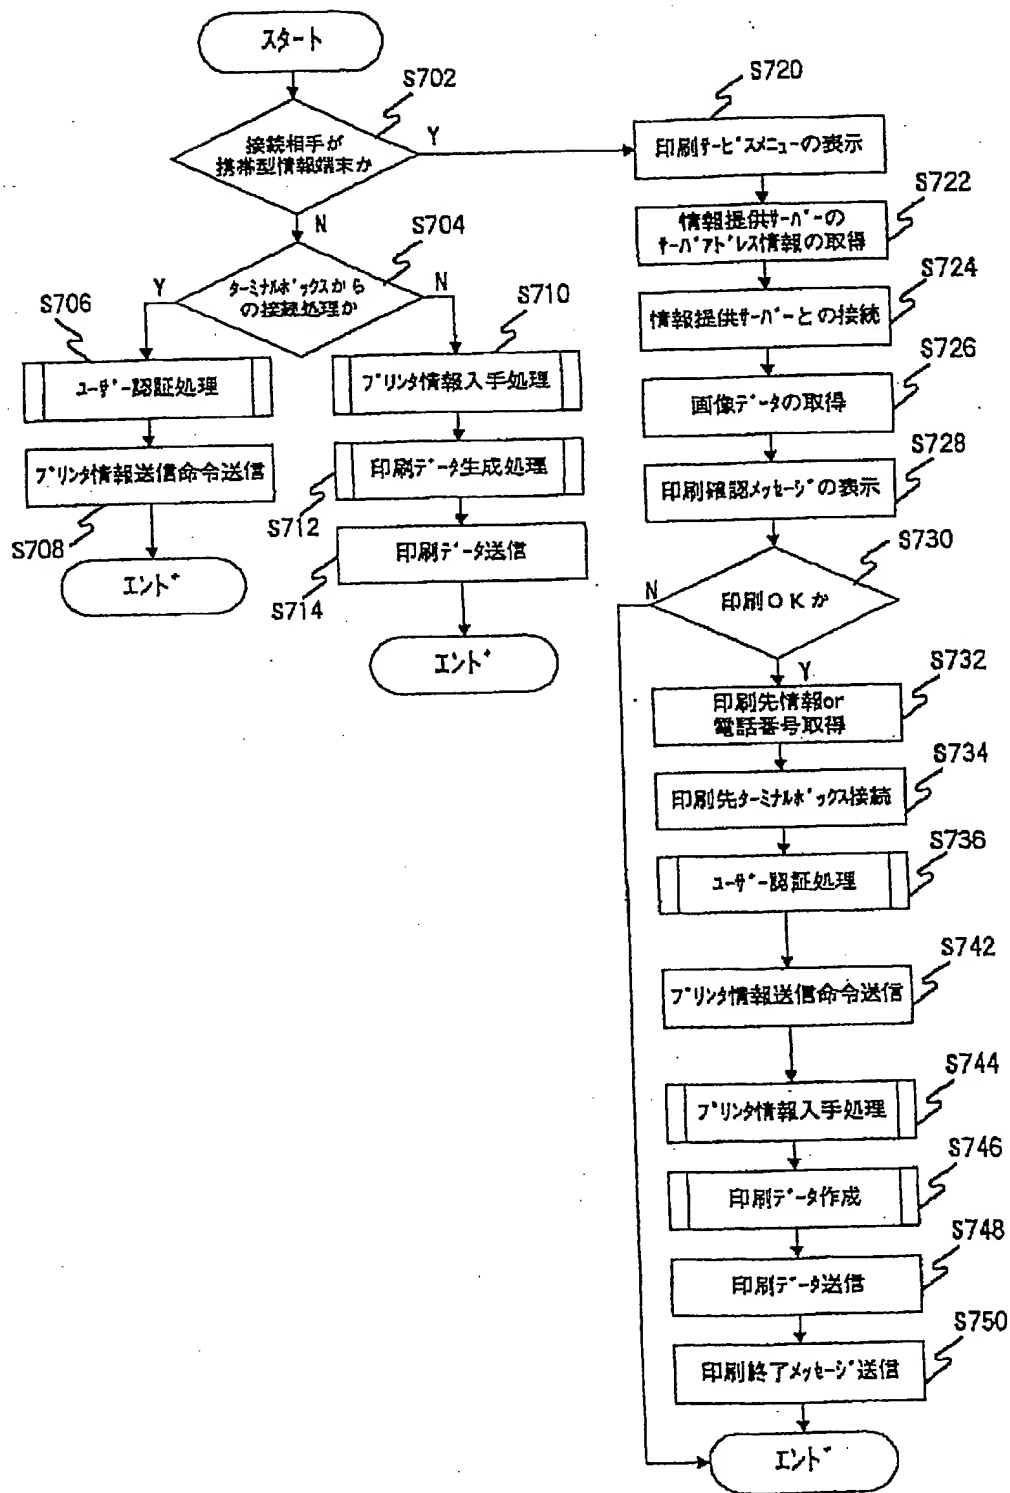 スタート
S702
接続相手が
携帯型情報端末か
Y
N
S704
ターミナルボックスから
の接続処理か
Y
N
S706
ユーザー認証処理
プリンタ情報送信命令送信
S708
エンド
S710
プリンタ情報入手処理
印刷データ生成処理
S712
印刷データ送信
S714
エンド
S720
印刷サービスメニューの表示
S722
情報提供サーバーの
サーバアドレス情報の取得
S724
情報提供サーバーとの接続
S726
画像データの取得
S728
印刷確認メッセージの表示
S730
印刷OKか
N
Y
S732
印刷先情報or
電話番号取得
S734
印刷先ターミナルボックス接続
S736
ユーザー認証処理
S742
プリンタ情報送信命令送信
S744
プリンタ情報入手処理
S746
印刷データ作成
S748
印刷データ送信
S750
印刷終了メッセージ送信
エンド